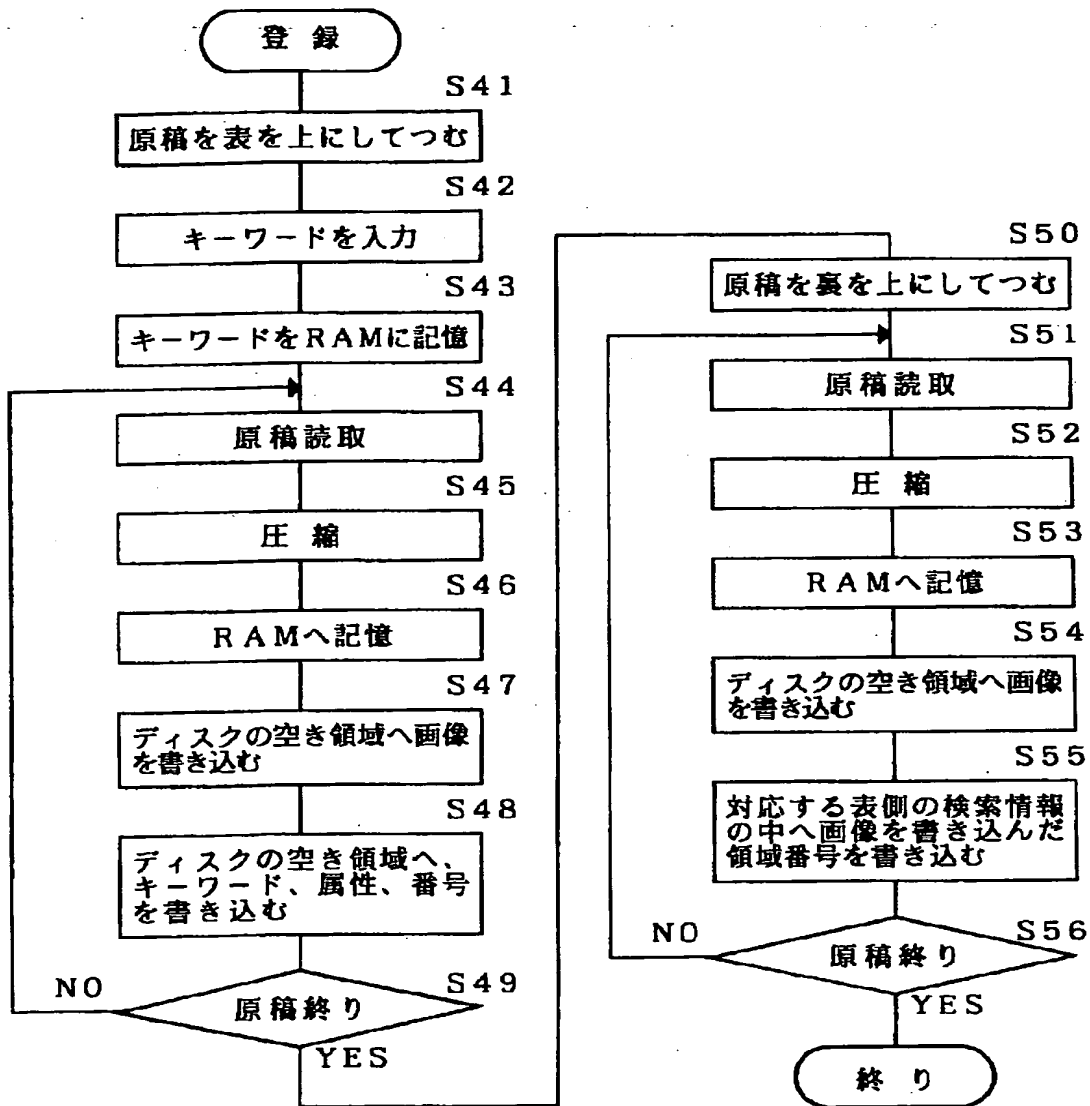 登録
S41
原稿を表を上にしてつむ
S42
キーワードを入力
S43
キーワードをRAMに記憶
S44
原稿読取
S45
圧縮
S46
RAMへ記憶
S47
ディスクの空き領域へ画像
を書き込む
S48
ディスクの空き領域へ、
キーワード、属性、番号
を書き込む
S49
原稿終り
NO
YES
S50
原稿を裏を上にしてつむ
S51
原稿読取
S52
圧縮
S53
RAMへ記憶
S54
ディスクの空き領域へ画像
を書き込む
S55
対応する表側の検索情報
の中へ画像を書き込んだ
領域番号を書き込む
S56
原稿終り
NO
YES
終り